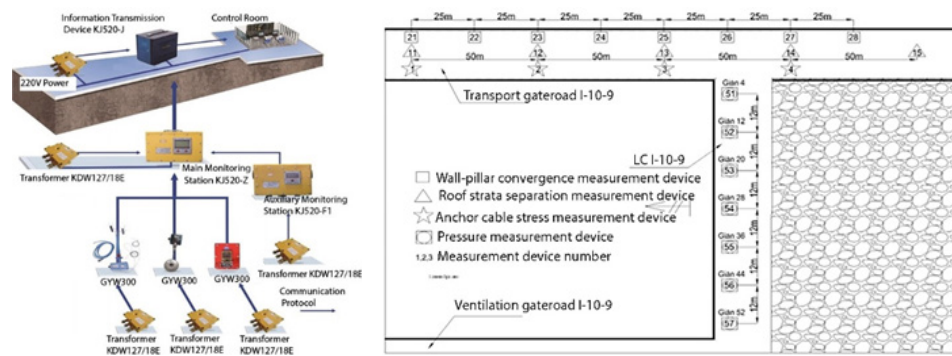 Information Transmission
Device KJ520-J
Control Room
220V Power
Transformer KDW127/18E
Main Monitoring
Station KJ520-Z
Auxiliary Monitoring
Station KJ520-F1
GYW300
GYW300
GYW300
Transformer KDW127/18E
Communication
Protocol
Transformer
KDW127/18E
Transformer
KDW127/18E
Transformer
KDW127/18E
25m 25m 25m 25m 25m 25m 25m
21 22 23 24 25 26 27 28
11 12 13 14 15
50m 50m 50m 50m
1 2 3 4
Transport gateroad I-10-9
Gian 4
51
12m
Gian 12
52
12m
LC I-10-9
Gian 20
53
12m
Gian 28
54
12m
Gian 36
55
12m
Gian 44
56
12m
Gian 52
57
Wall-pillar convergence measurement device
Roof strata separation measurement device
Anchor cable stress measurement device
Pressure measurement device
1,2,3 Measurement device number
Ventilation gateroad I-10-9